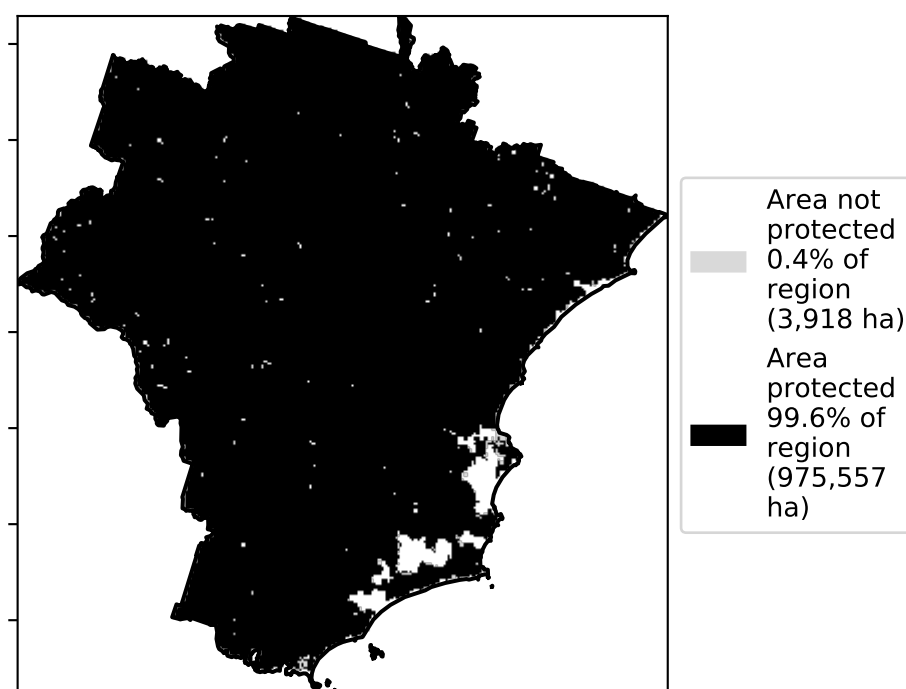 Area not
protected
0.4% of
region
(3,918 ha)
Area
protected
99.6% of
region
(975,557
ha)